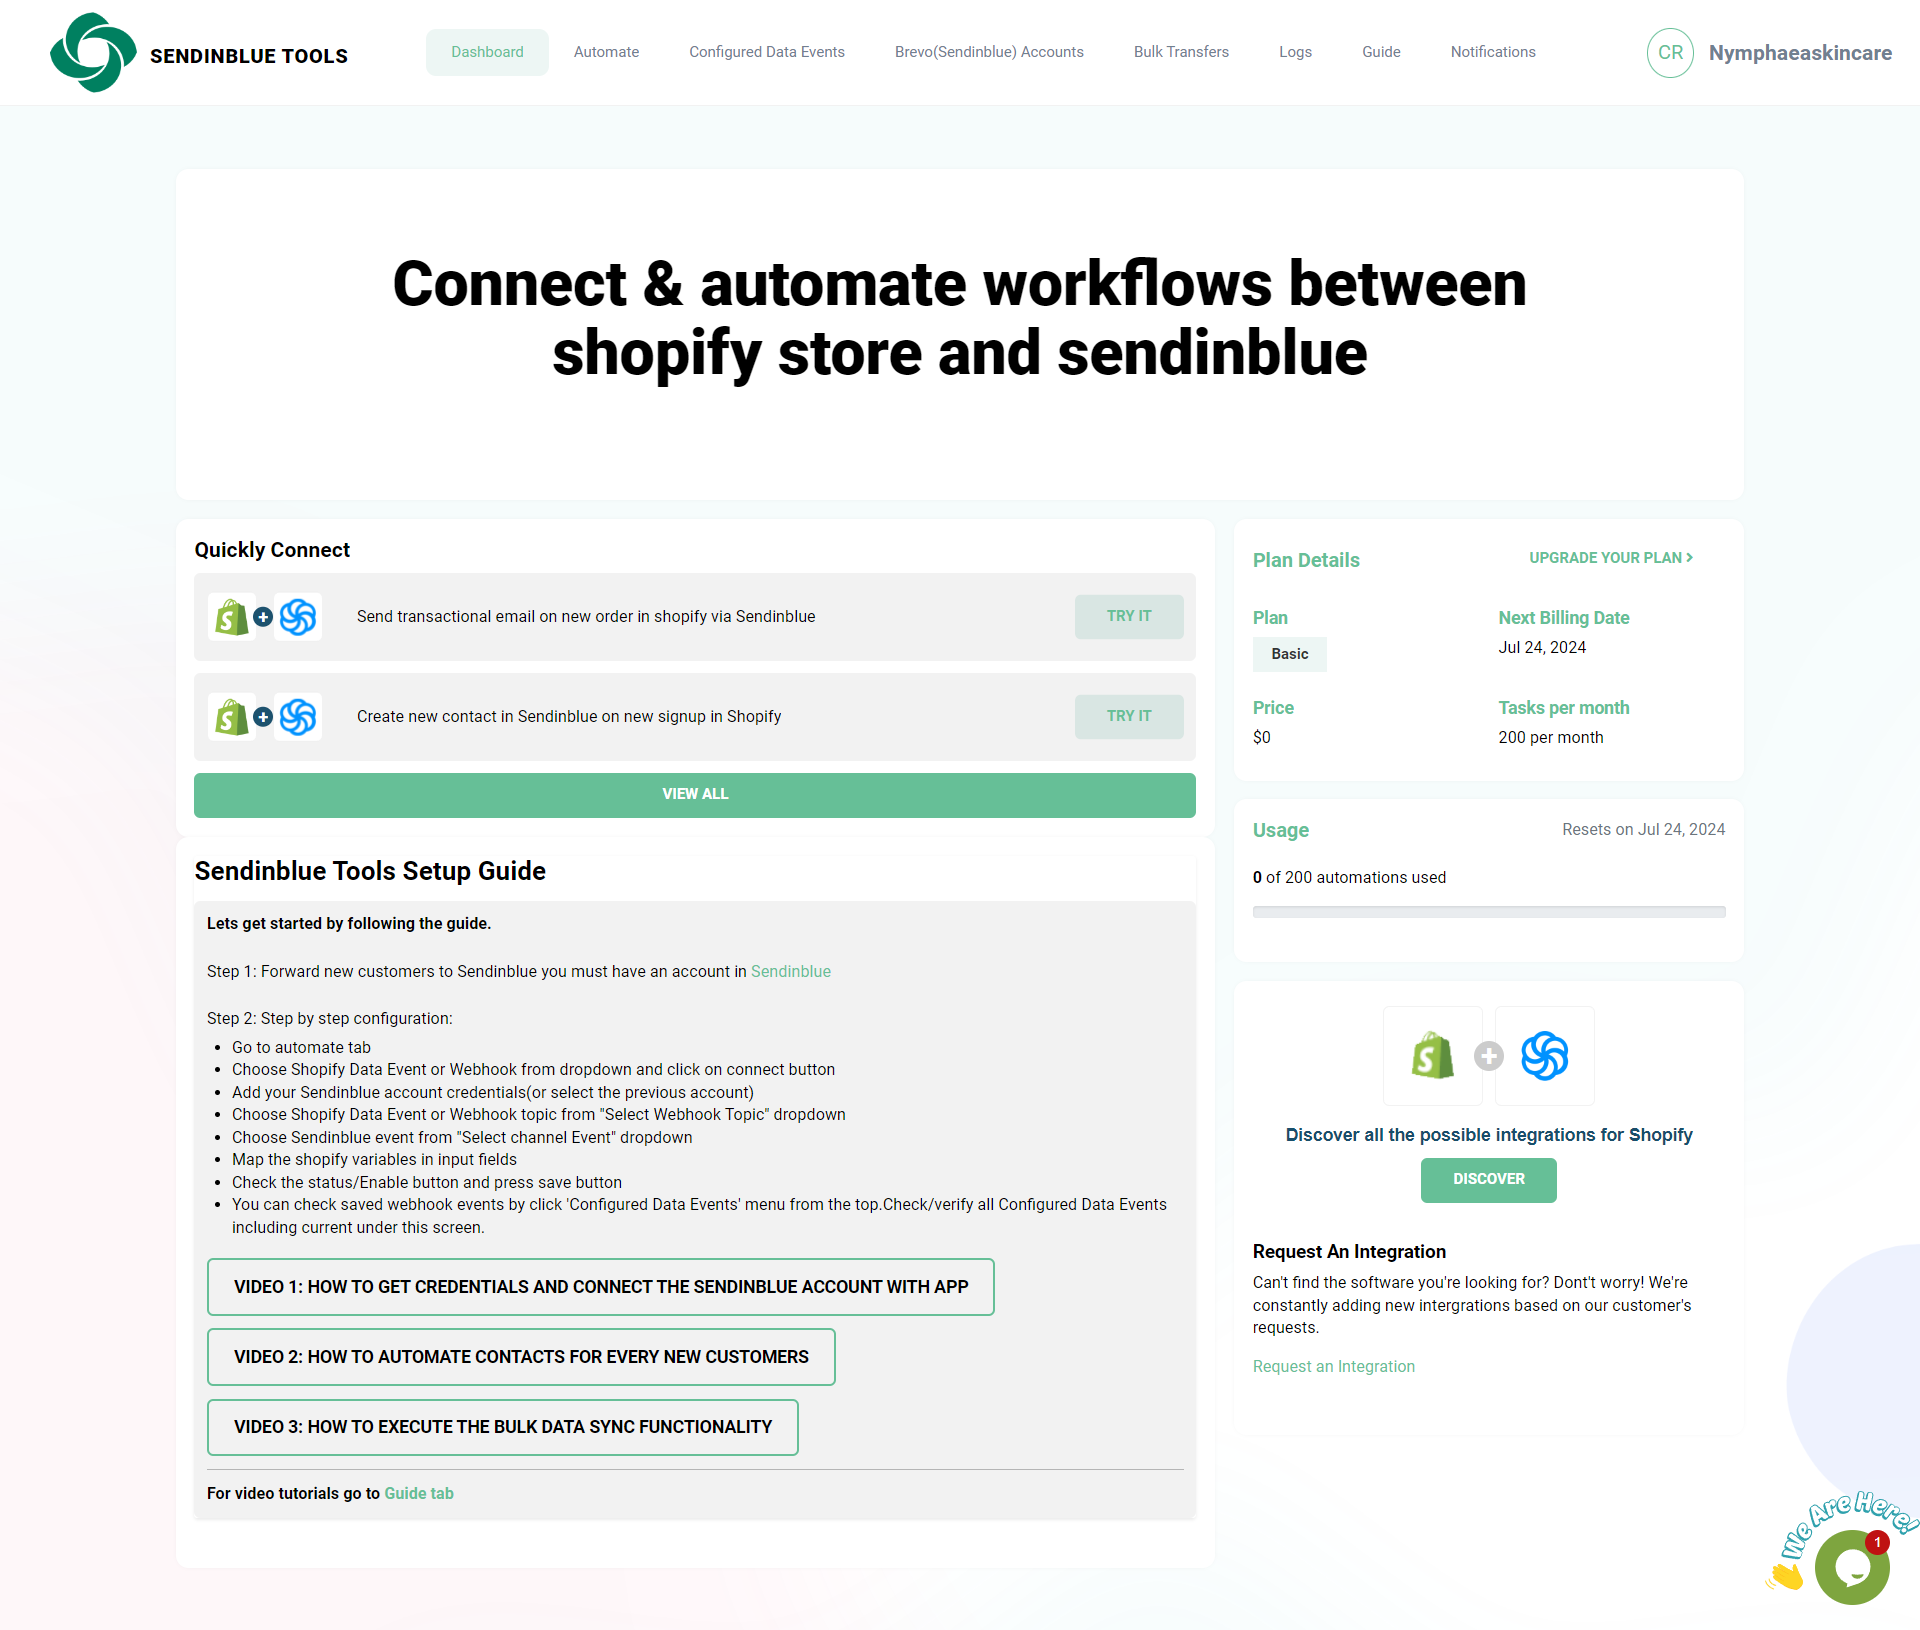 SENDINBLUE TOOLS
Dashboard
Automate
Configured Data Events
Brevo(Sendinblue) Accounts
Bulk Transfers
Logs
Guide
Notifications
CR
Nymphaeaskincare
Connect & automate workflows between
shopify store and sendinblue
Quickly Connect
Send transactional email on new order in shopify via Sendinblue
TRY IT
Create new contact in Sendinblue on new signup in Shopify
TRY IT
VIEW ALL
Sendinblue Tools Setup Guide
Lets get started by following the guide.
Step 1: Forward new customers to Sendinblue you must have an account in Sendinblue
Step 2: Step by step configuration:
• Go to automate tab
• Choose Shopify Data Event or Webhook from dropdown and click on connect button
• Add your Sendinblue account credentials(or select the previous account)
• Choose Shopify Data Event or Webhook topic from "Select Webhook Topic" dropdown
• Choose Sendinblue event from "Select channel Event" dropdown
• Map the shopify variables in input fields
• Check the status/Enable button and press save button
• You can check saved webhook events by click 'Configured Data Events' menu from the top.Check/verify all Configured Data Events
including current under this screen.
VIDEO 1: HOW TO GET CREDENTIALS AND CONNECT THE SENDINBLUE ACCOUNT WITH APP
VIDEO 2: HOW TO AUTOMATE CONTACTS FOR EVERY NEW CUSTOMERS
VIDEO 3: HOW TO EXECUTE THE BULK DATA SYNC FUNCTIONALITY
For video tutorials go to Guide tab
Plan Details
UPGRADE YOUR PLAN >
Plan
Basic
Next Billing Date
Jul 24, 2024
Price
$0
Tasks per month
200 per month
Usage
Resets on Jul 24, 2024
0 of 200 automations used
Discover all the possible integrations for Shopify
DISCOVER
Request An Integration
Can't find the software you're looking for? Dont't worry! We're
constantly adding new intergrations based on our customer's
requests.
Request an Integration
We Are Here!
1